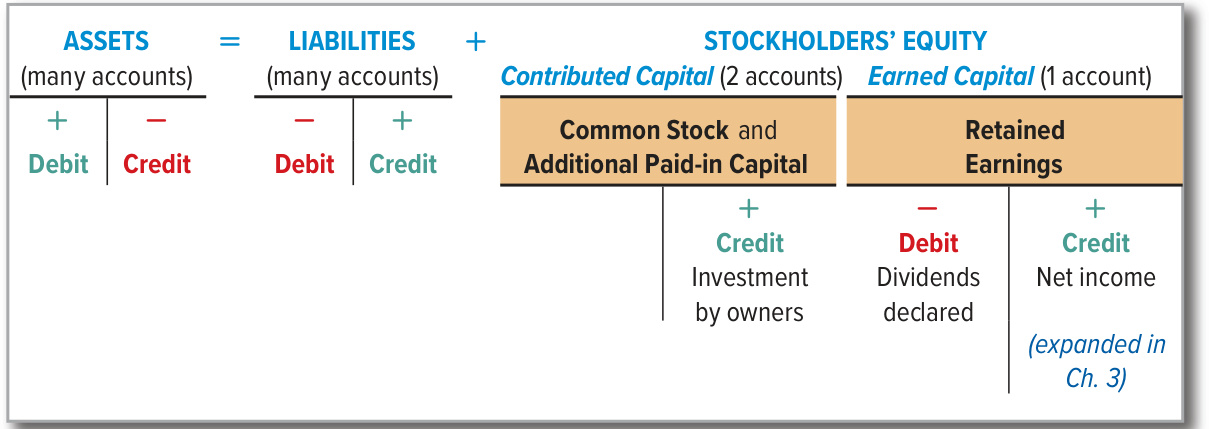 ASSETS = LIABILITIES + STOCKHOLDERS’ EQUITY
(many accounts) (many accounts) Contributed Capital (2 accounts) Earned Capital (1 account)
+ − − + Common Stock and Retained
Debit Credit Debit Credit Additional Paid-in Capital Earnings
+ − +
Credit Debit Credit
Investment Dividends Net income
by owners declared
(expanded in
Ch. 3)